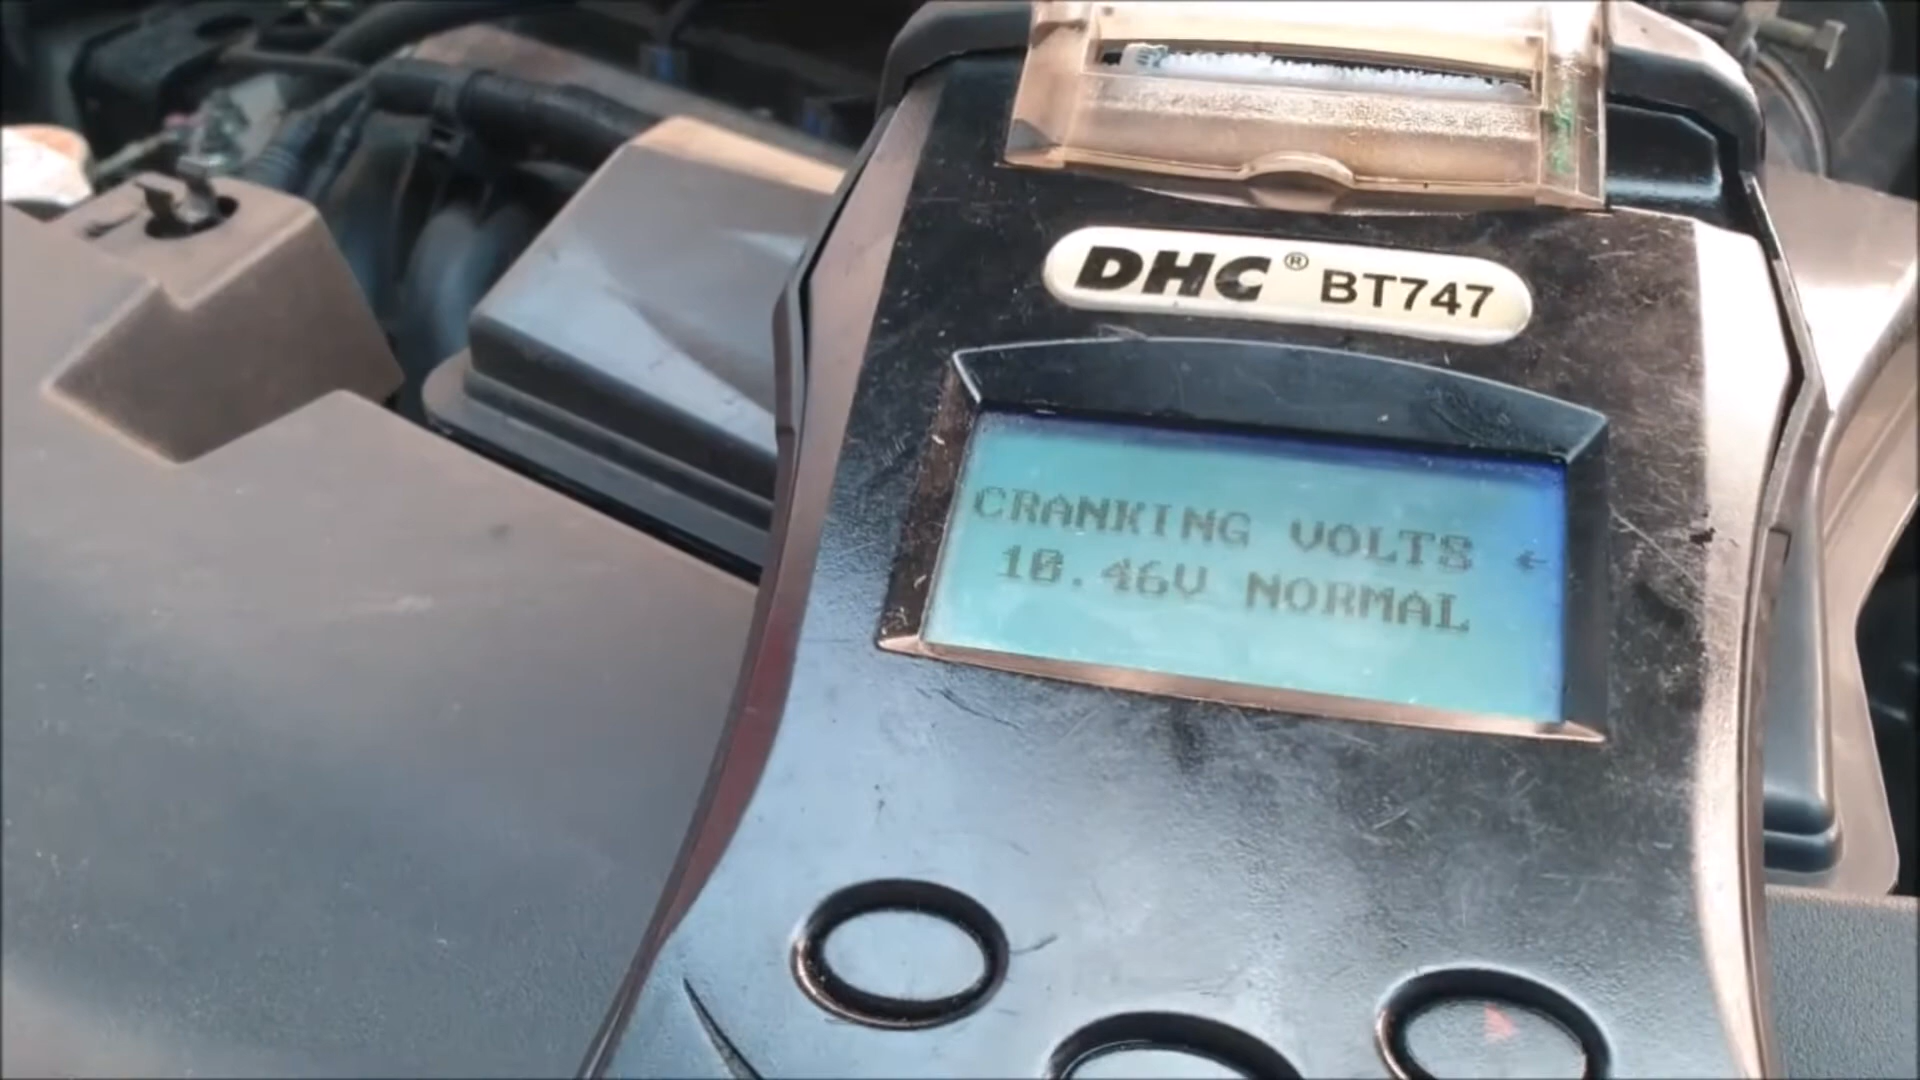 DHC® BT747
CRANKING VOLTS ←
10.46V NORMAL